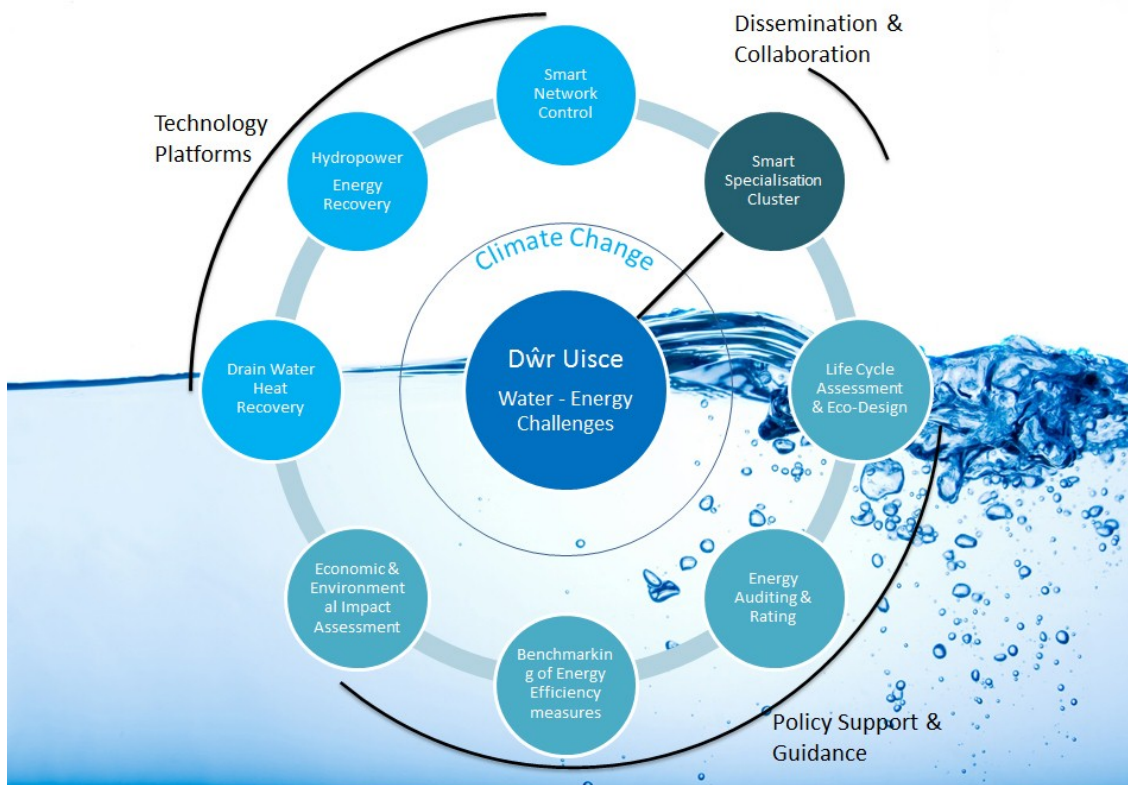 Dissemination &
Collaboration
Technology
Platforms
Smart
Network
Control
Hydropower
Energy
Recovery
Smart
Specialisation
Cluster
Climate Change
Drain Water
Heat
Recovery
Dŵr Uisce
Water - Energy
Challenges
Life Cycle
Assessment
& Eco-Design
Economic &
Environment
al Impact
Assessment
Benchmarkin
g of Energy
Efficiency
measures
Energy
Auditing &
Rating
Policy Support &
Guidance